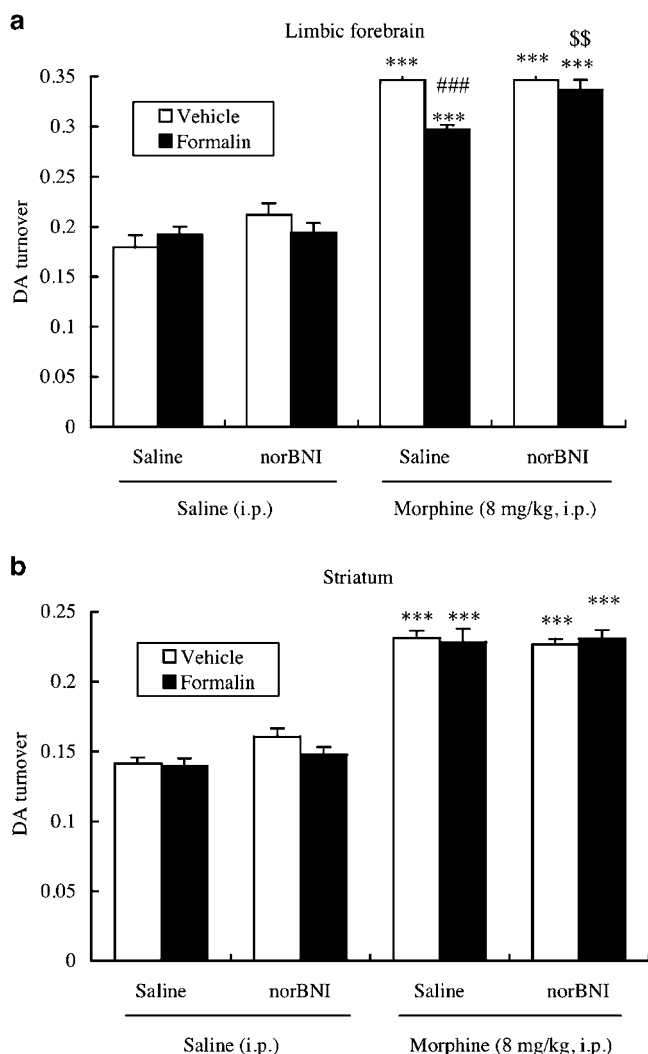 a
Limbic forebrain
DA turnover
0.35
0.3
0.25
0.2
0.15
0.1
0.05
0
Vehicle
Formalin
***
###
***
***
$$
***
Saline
norBNI
Saline
norBNI
Saline (i.p.)
Morphine (8 mg/kg, i.p.)
b
Striatum
DA turnover
0.25
0.2
0.15
0.1
0.05
0
Vehicle
Formalin
***
***
***
***
Saline
norBNI
Saline
norBNI
Saline (i.p.)
Morphine (8 mg/kg, i.p.)